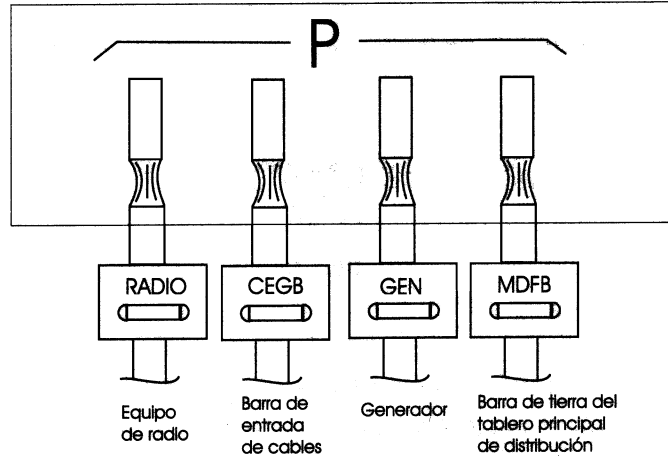 P
RADIO
CEGB
GEN
MDFB
Equipo
de radio
Barra de
entrada
de cables
Generador
Barra de tierra del
tablero principal
de distribución